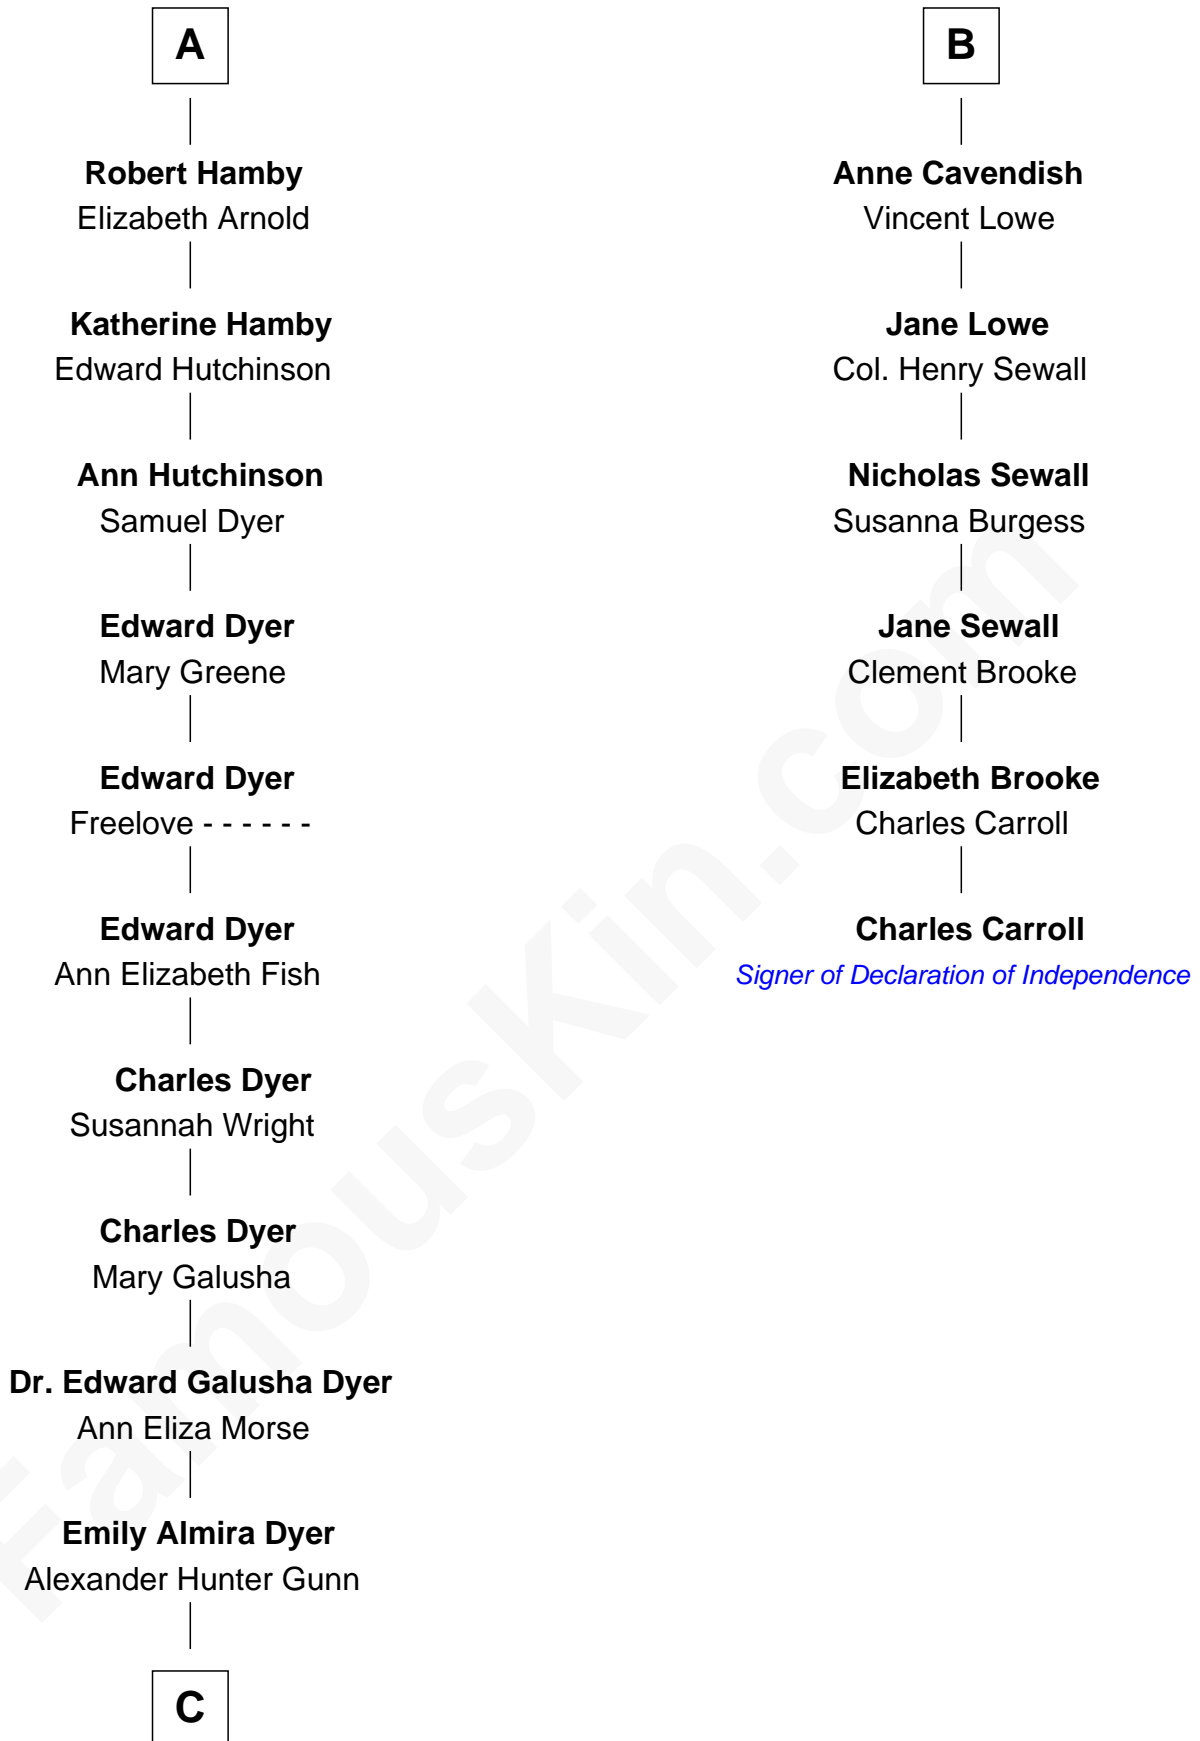 A
Robert Hamby
Elizabeth Arnold
Katherine Hamby
Edward Hutchinson
Ann Hutchinson
Samuel Dyer
Edward Dyer
Mary Greene
Edward Dyer
Freelove - - - - - -
Edward Dyer
Ann Elizabeth Fish
Charles Dyer
Susannah Wright
Charles Dyer
Mary Galusha
Dr. Edward Galusha Dyer
Ann Eliza Morse
Emily Almira Dyer
Alexander Hunter Gunn
C
B
Anne Cavendish
Vincent Lowe
Jane Lowe
Col. Henry Sewall
Nicholas Sewall
Susanna Burgess
Jane Sewall
Clement Brooke
Elizabeth Brooke
Charles Carroll
Charles Carroll
Signer of Declaration of Independence
FamousKin.com